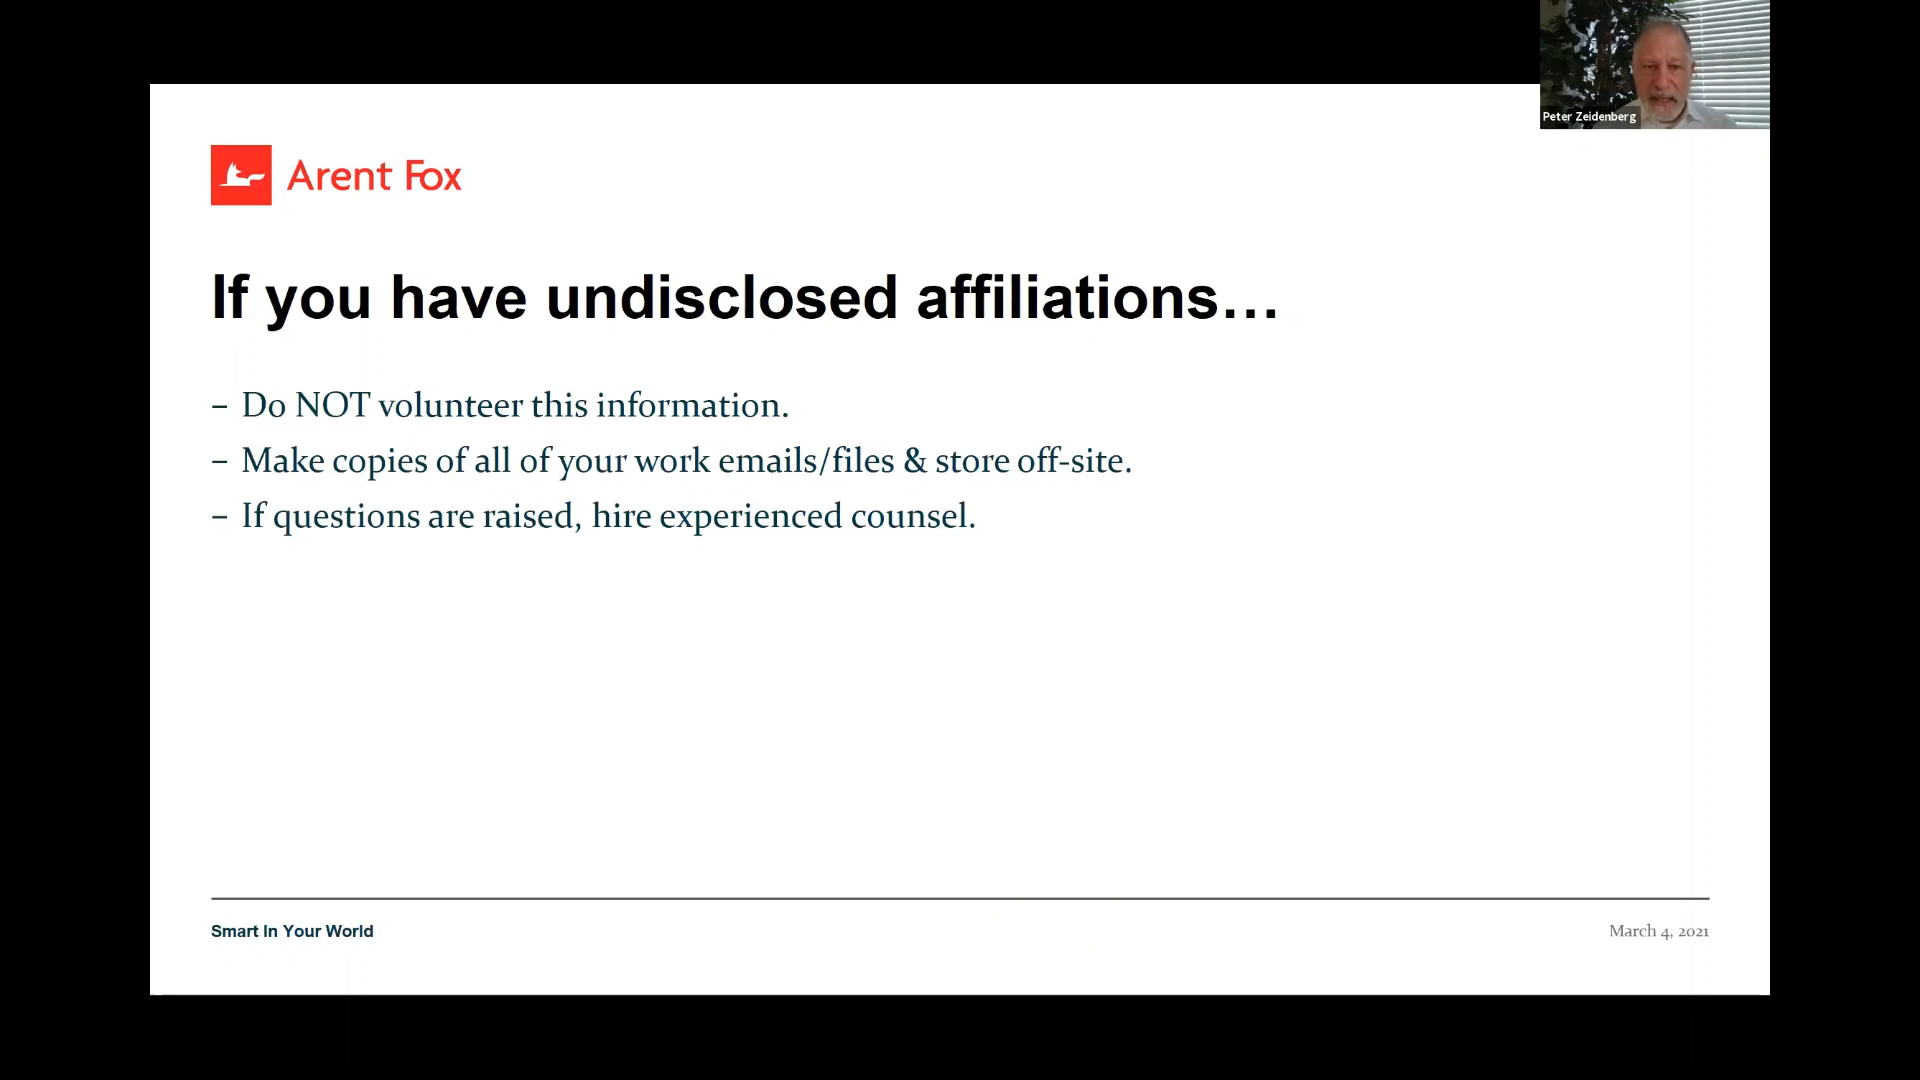 Peter Zeidenberg
Arent Fox
If you have undisclosed affiliations…
– Do NOT volunteer this information.
– Make copies of all of your work emails/files & store off-site.
– If questions are raised, hire experienced counsel.
Smart In Your World
March 4, 2021